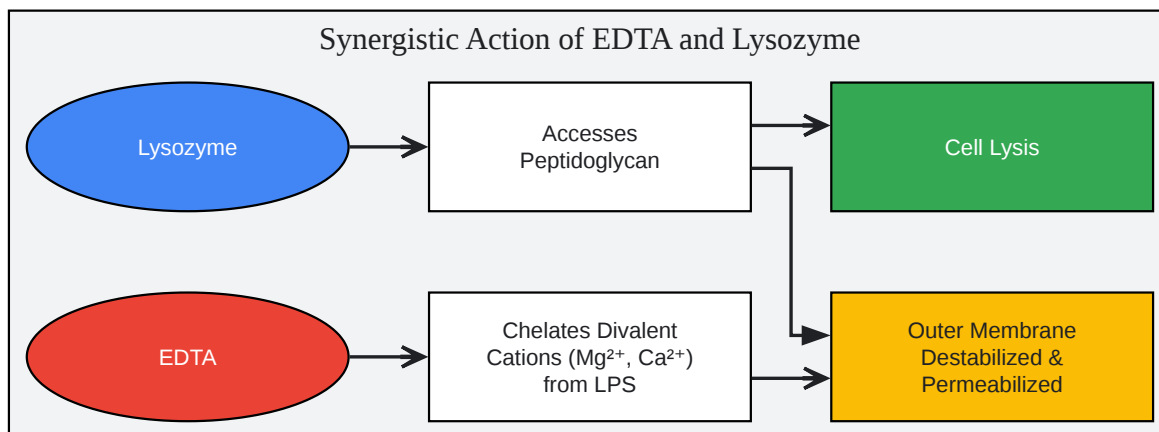 Synergistic Action of EDTA and Lysozyme
Lysozyme
Accesses
Peptidoglycan
Cell Lysis
EDTA
Chelates Divalent
Cations (Mg²⁺, Ca²⁺)
from LPS
Outer Membrane
Destabilized &
Permeabilized